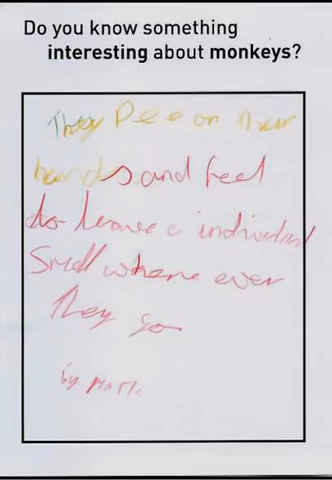 Do you know something
interesting about monkeys?
They Pee on their
hands and feet
to leave a individual
Smell where ever
they go
by Mark